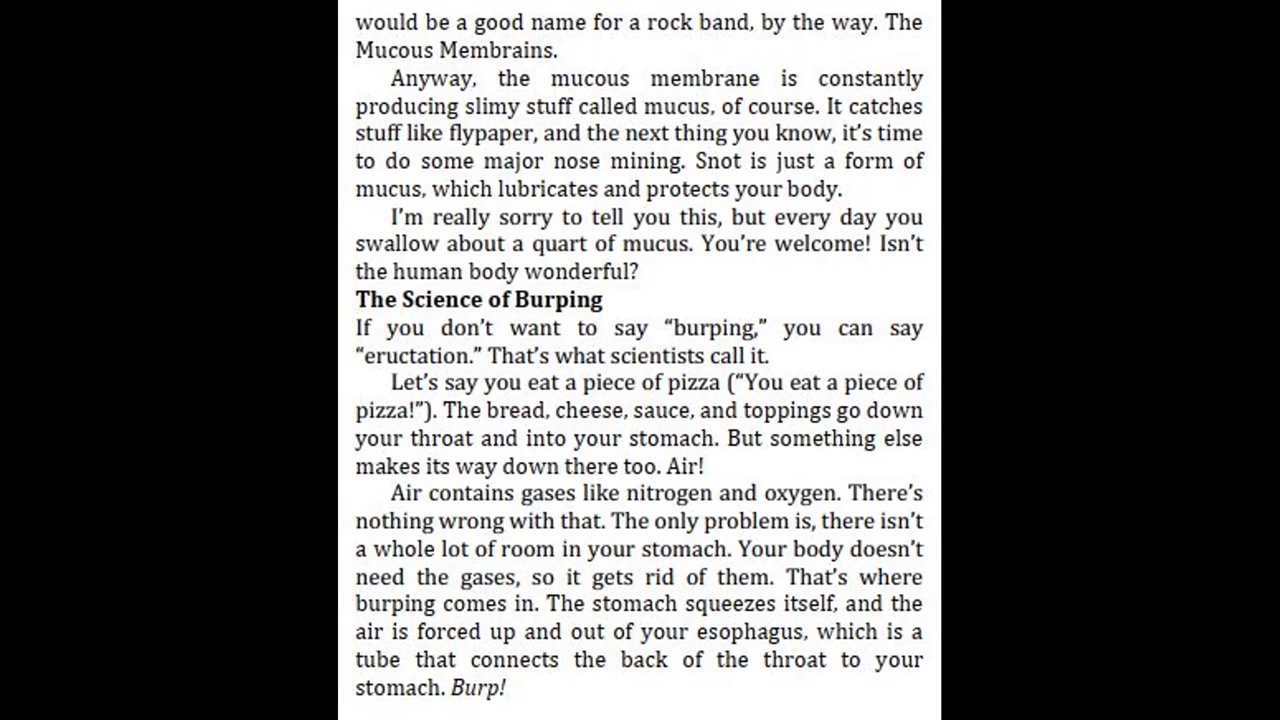 would be a good name for a rock band, by the way. The
Mucous Membrains.
Anyway, the mucous membrane is constantly
producing slimy stuff called mucus, of course. It catches
stuff like flypaper, and the next thing you know, it’s time
to do some major nose mining. Snot is just a form of
mucus, which lubricates and protects your body.
I’m really sorry to tell you this, but every day you
swallow about a quart of mucus. You’re welcome! Isn’t
the human body wonderful?
The Science of Burping
If you don’t want to say “burping,” you can say
“eructation.” That’s what scientists call it.
Let’s say you eat a piece of pizza (“You eat a piece of
pizza!”). The bread, cheese, sauce, and toppings go down
your throat and into your stomach. But something else
makes its way down there too. Air!
Air contains gases like nitrogen and oxygen. There’s
nothing wrong with that. The only problem is, there isn’t
a whole lot of room in your stomach. Your body doesn’t
need the gases, so it gets rid of them. That’s where
burping comes in. The stomach squeezes itself, and the
air is forced up and out of your esophagus, which is a
tube that connects the back of the throat to your
stomach. Burp!